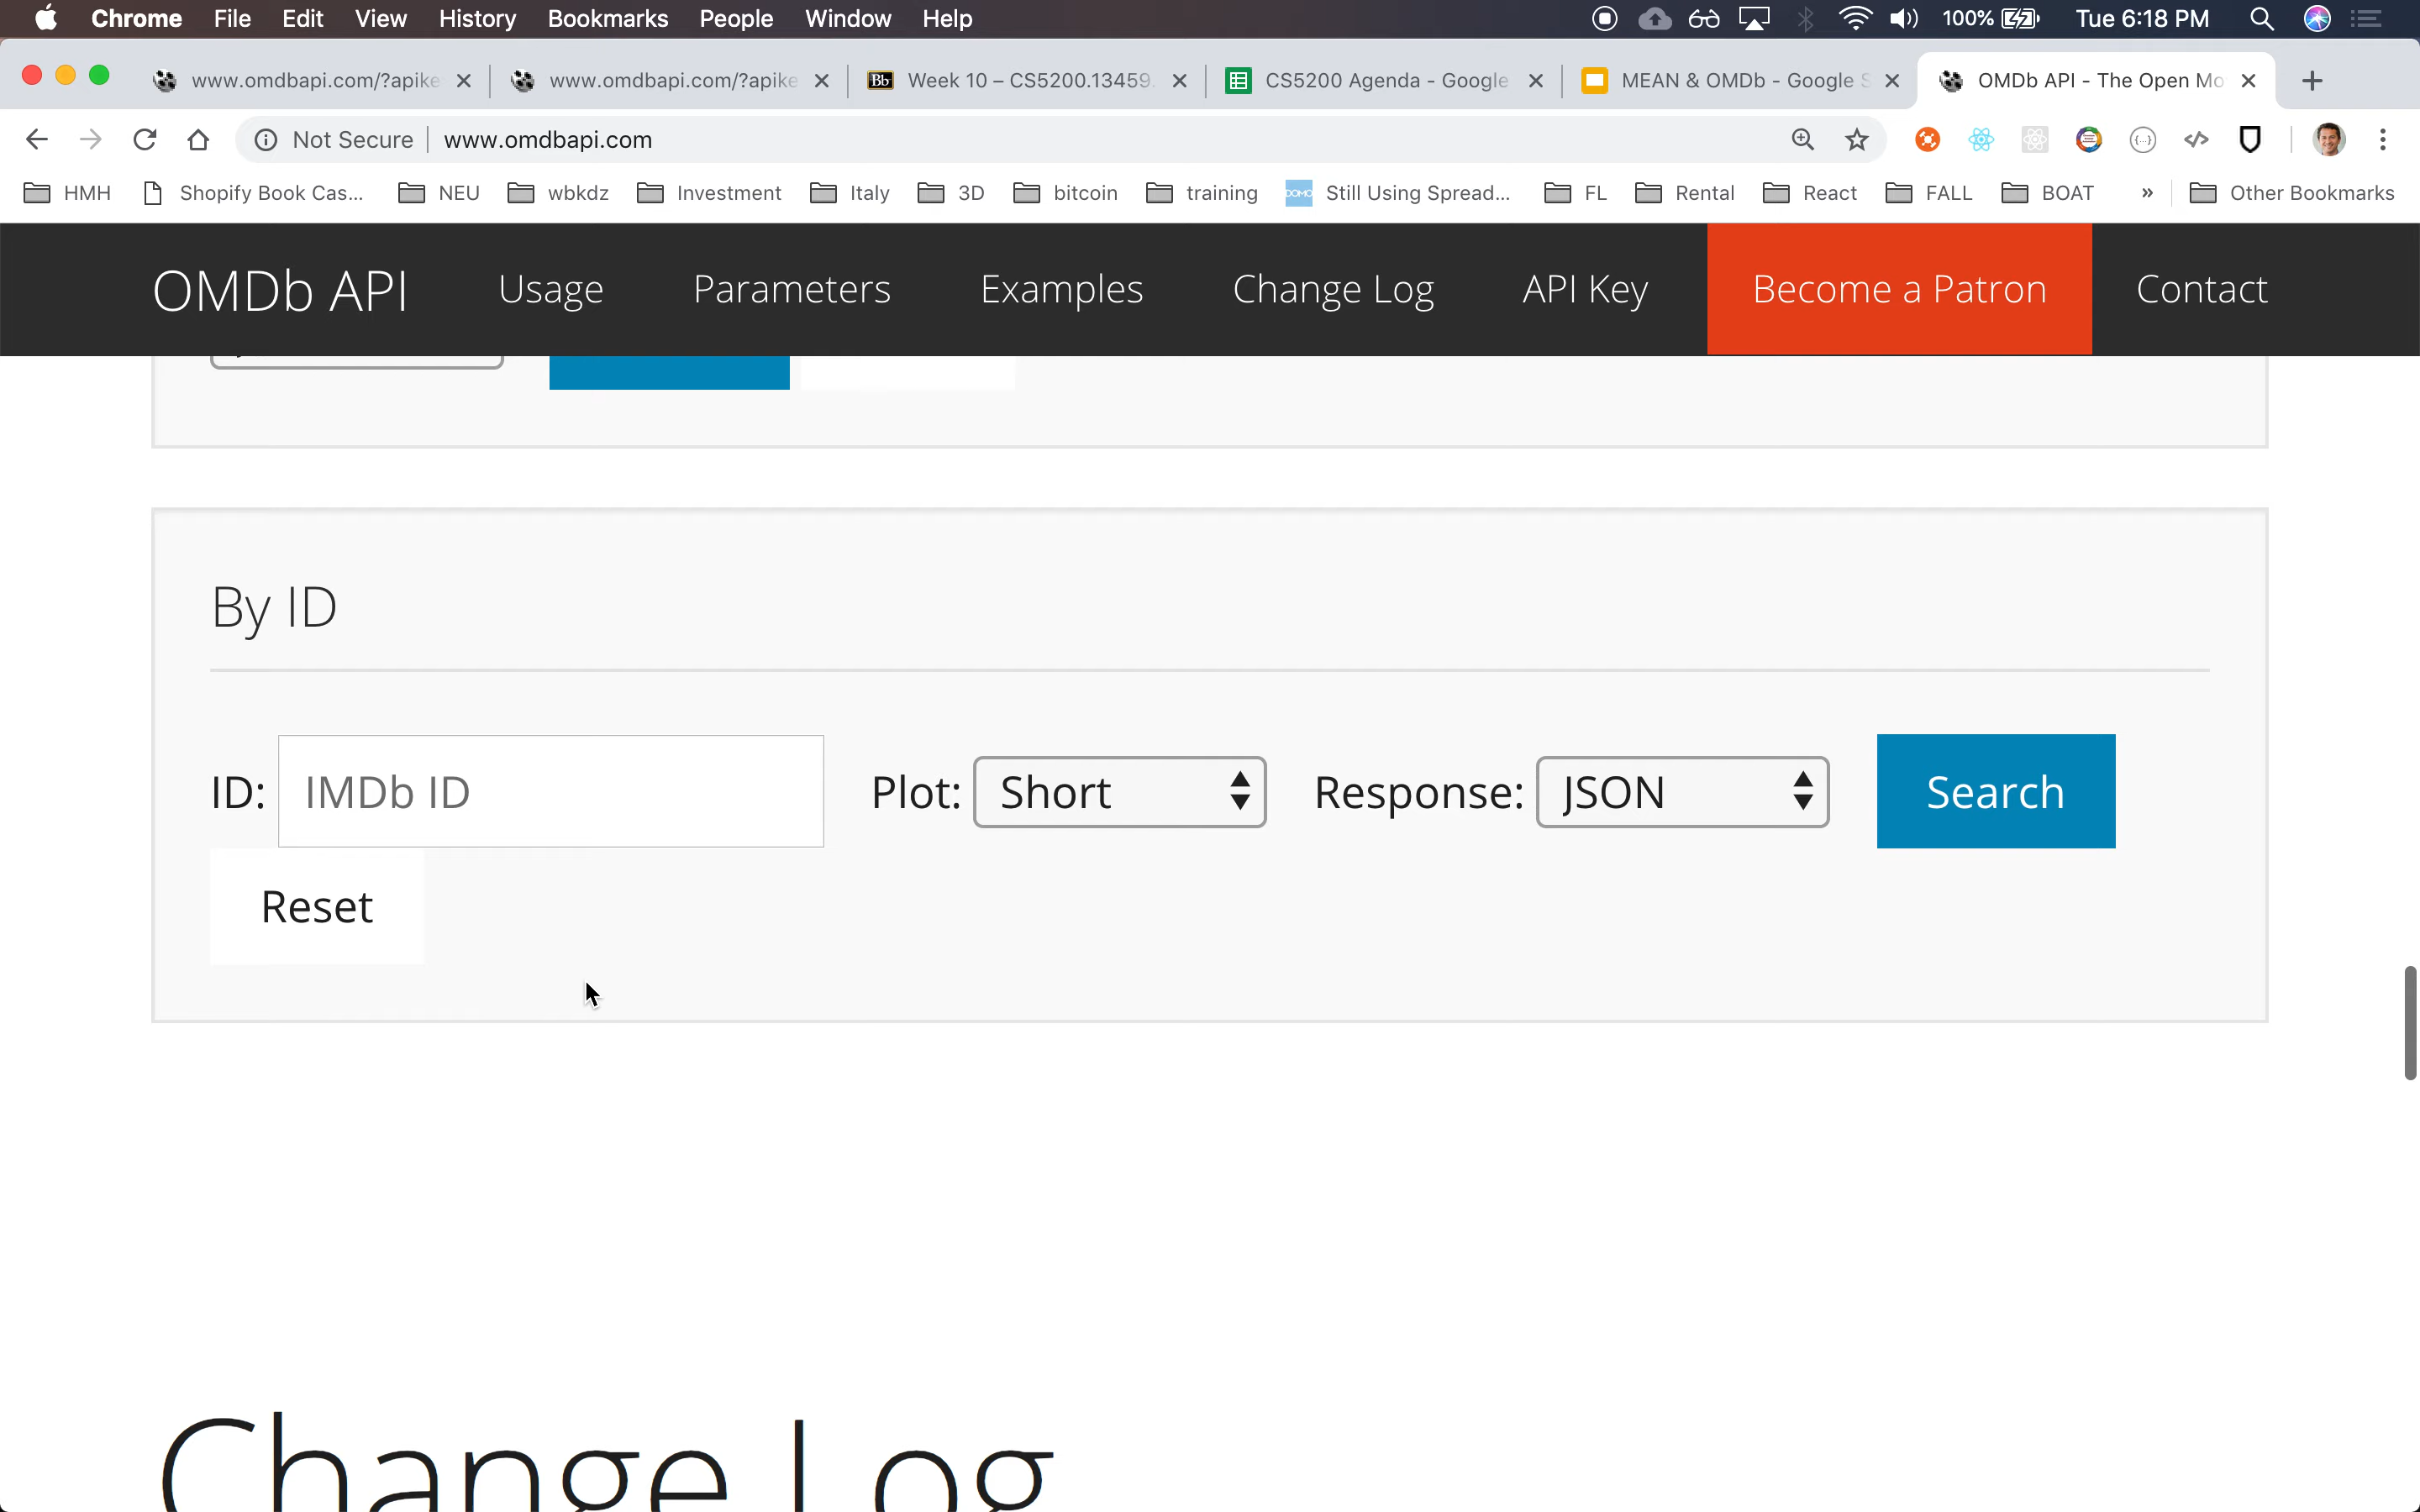 Chrome File Edit View History Bookmarks People Window Help 100% Tue 6:18 PM
www.omdbapi.com/?apike www.omdbapi.com/?apike Bb Week 10 – CS5200.13459. CS5200 Agenda - Google MEAN & OMDb - Google S OMDb API - The Open Mo
Not Secure www.omdbapi.com
HMH Shopify Book Cas... NEU wbkdz Investment Italy 3D bitcoin training DOMO Still Using Spread... FL Rental React FALL BOAT » Other Bookmarks
OMDb API Usage Parameters Examples Change Log API Key Become a Patron Contact
By ID
ID: IMDb ID Plot: Short Response: JSON Search
Reset
Change Log